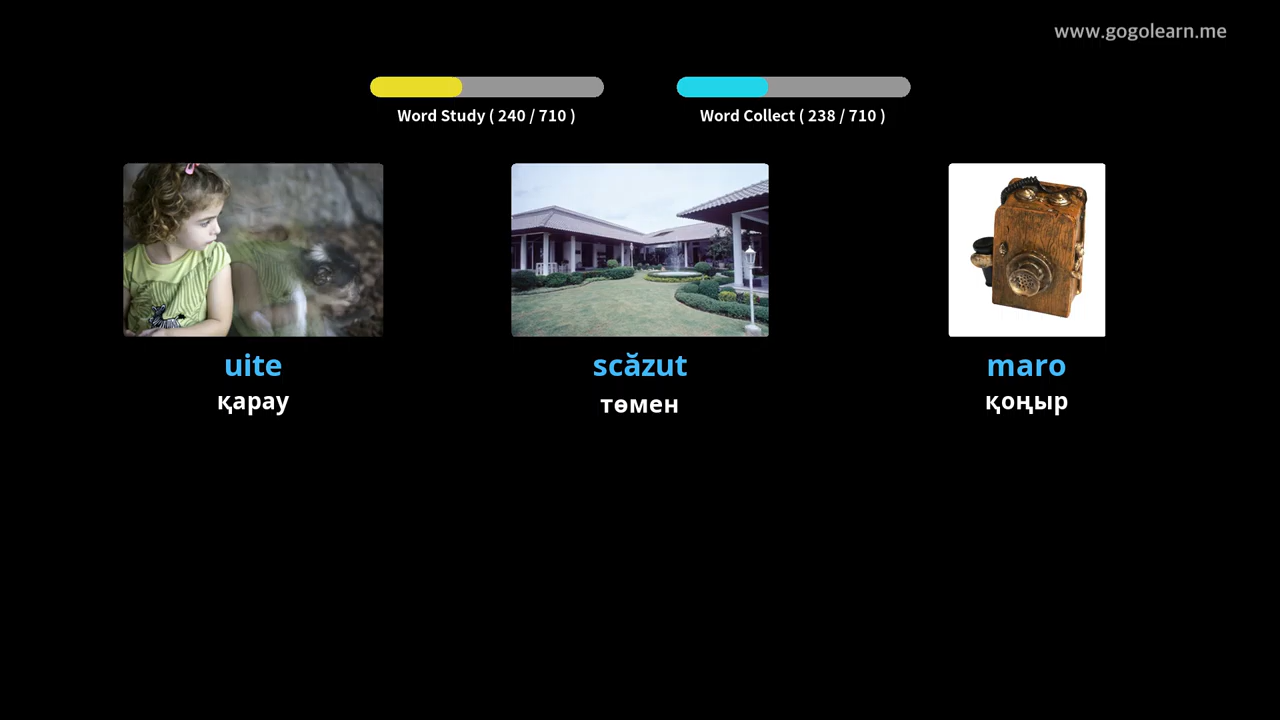 www.gogolearn.me
Word Study ( 240 / 710 )
Word Collect ( 238 / 710 )
uite
scăzut
maro
қарау
төмен
қоңыр